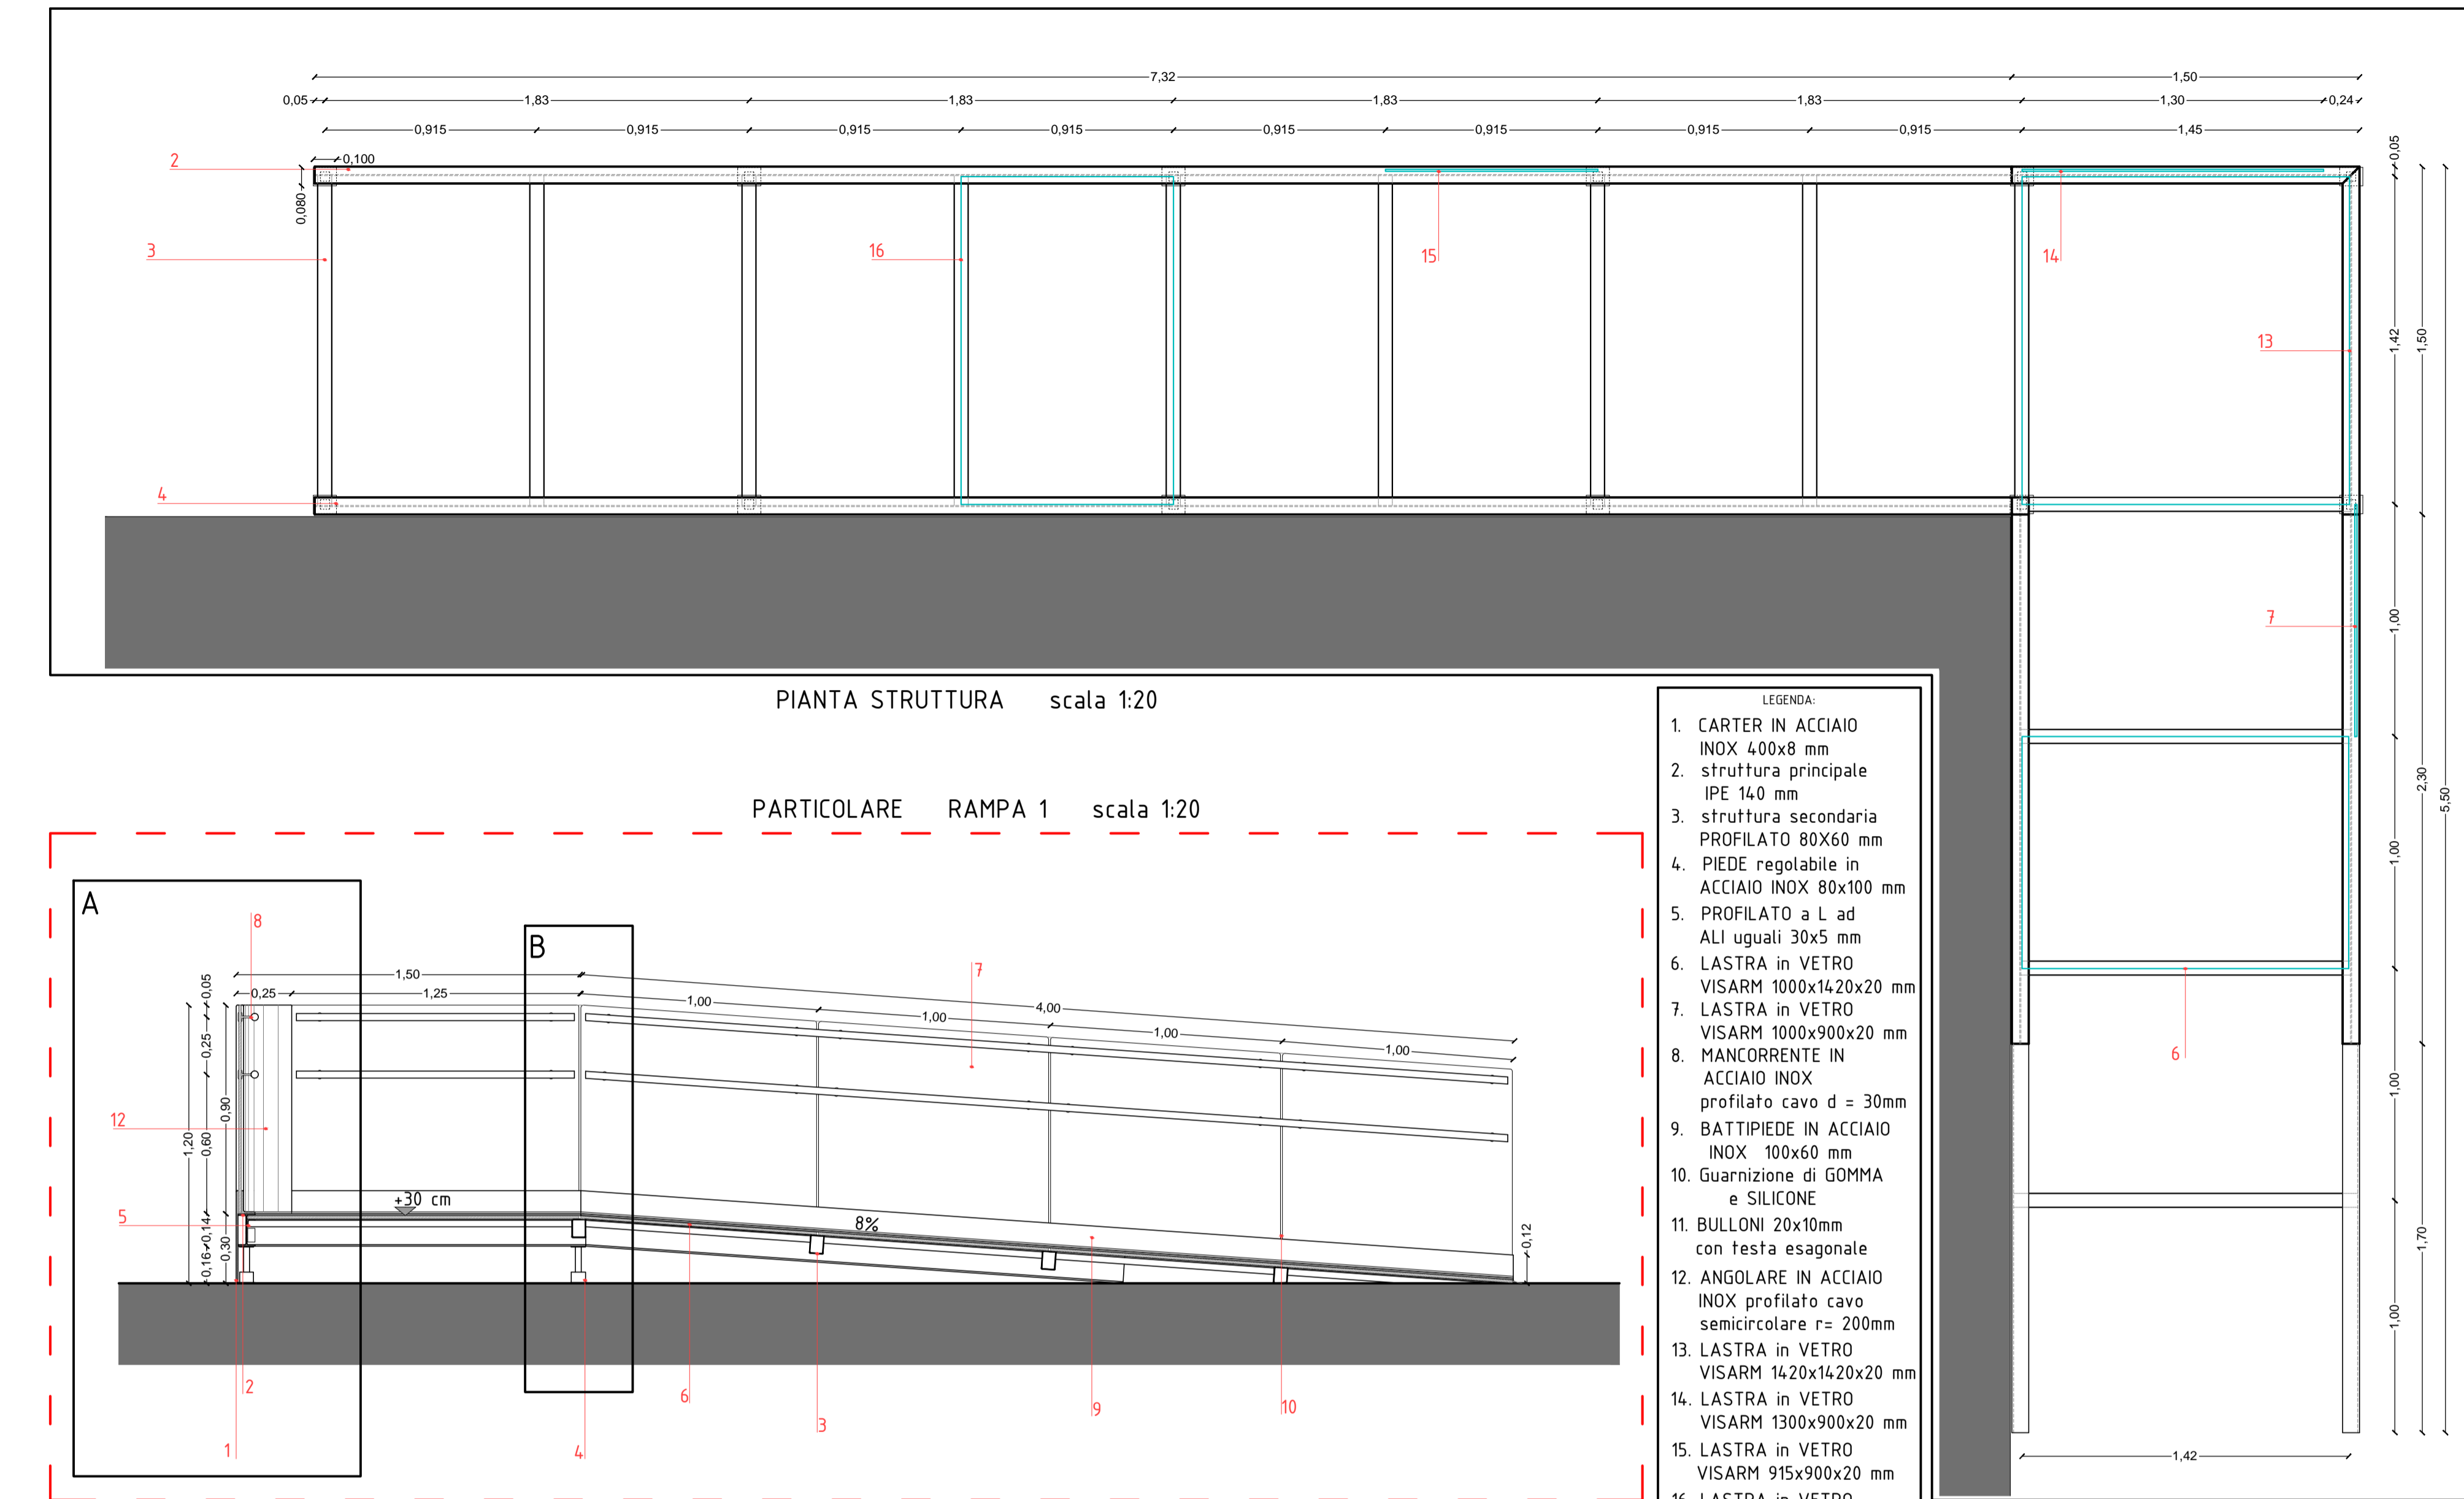 7,32
1,50
0,05
1,83
1,83
1,83
1,83
1,30
0,24
0,915
0,915
0,915
0,915
0,915
0,915
0,915
0,915
1,45
0,05
2
0,100
0,080
3
16
15
14
13
1,42
1,50
4
7
1,00
2,30
5,50
1,00
6
1,00
1,70
1,00
1,42
PIANTA STRUTTURA scala 1:20
PARTICOLARE RAMPA 1 scala 1:20
A
8
B
7
1,50
0,25
1,25
1,00
4,00
1,00
1,00
1,00
0,05
0,25
0,90
1,20
0,60
12
+30 cm
8%
5
0,14
0,16
0,30
0,12
2
6
3
9
10
1
4
LEGENDA:
1. CARTER IN ACCIAIO
INOX 400x8 mm
2. struttura principale
IPE 140 mm
3. struttura secondaria
PROFILATO 80X60 mm
4. PIEDE regolabile in
ACCIAIO INOX 80x100 mm
5. PROFILATO a L ad
ALI uguali 30x5 mm
6. LASTRA in VETRO
VISARM 1000x1420x20 mm
7. LASTRA in VETRO
VISARM 1000x900x20 mm
8. MANCORRENTE IN
ACCIAIO INOX
profilato cavo d = 30mm
9. BATTIPIEDE IN ACCIAIO
INOX 100x60 mm
10. Guarnizione di GOMMA
e SILICONE
11. BULLONI 20x10mm
con testa esagonale
12. ANGOLARE IN ACCIAIO
INOX profilato cavo
semicircolare r= 200mm
13. LASTRA in VETRO
VISARM 1420x1420x20 mm
14. LASTRA in VETRO
VISARM 1300x900x20 mm
15. LASTRA in VETRO
VISARM 915x900x20 mm
16. LASTRA in VETRO